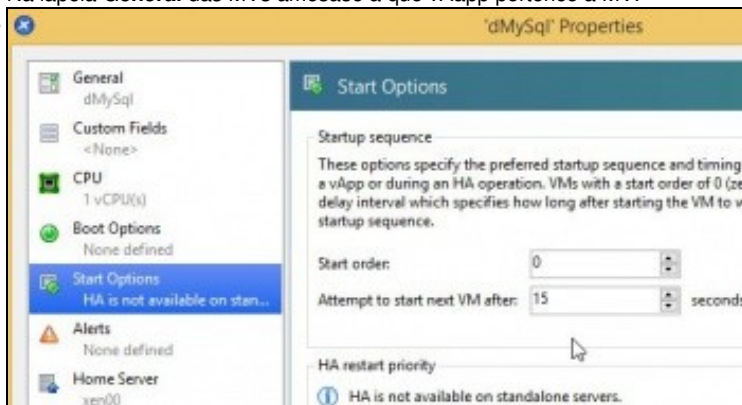 'dMySql' Properties
General
dMySql
Custom Fields
<None>
CPU
1 vCPU(s)
Boot Options
None defined
Start Options
HA is not available on stan...
Alerts
None defined
Home Server
xen00
Start Options
Startup sequence
These options specify the preferred startup sequence and timing
a vApp or during an HA operation. VMs with a start order of 0 (ze
delay interval which specifies how long after starting the VM to w
startup sequence.
Start order: 0
Attempt to start next VM after: 15 seconds
HA restart priority
HA is not available on standalone servers.